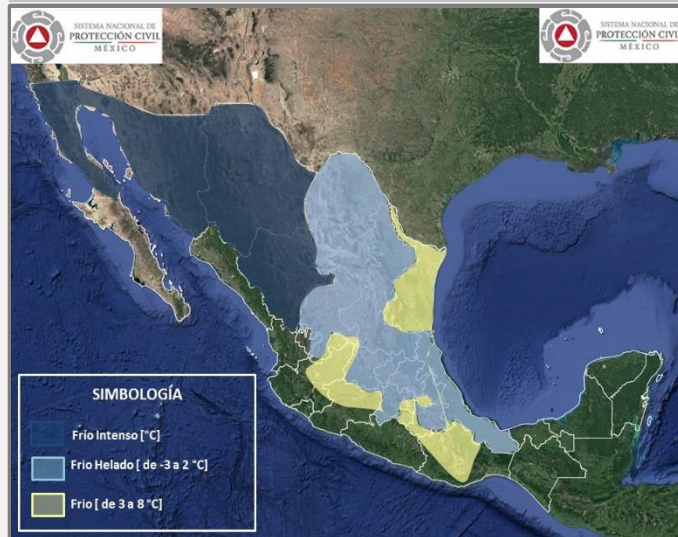 SISTEMA NACIONAL DE
PROTECCIÓN CIVIL
MÉXICO
SISTEMA NACIONAL DE
PROTECCIÓN CIVIL
MÉXICO
SIMBOLOGÍA
Frío Intenso [°C]
Frio Helado [ de -3 a 2 °C]
Frio [ de 3 a 8 °C]